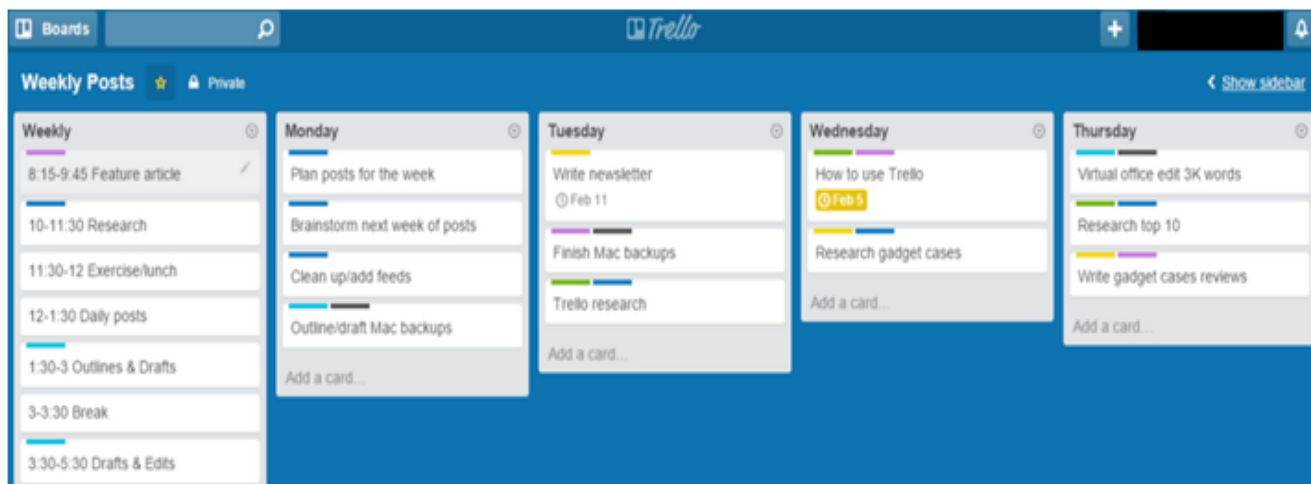 Boards
Trello
+
Weekly Posts
Private
< Show sidebar
Weekly
8:15-9:45 Feature article
10-11:30 Research
11:30-12 Exercise/lunch
12-1:30 Daily posts
1:30-3 Outlines & Drafts
3-3:30 Break
3:30-5:30 Drafts & Edits
Monday
Plan posts for the week
Brainstorm next week of posts
Clean up/add feeds
Outline/draft Mac backups
Add a card...
Tuesday
Write newsletter
Feb 11
Finish Mac backups
Trello research
Add a card...
Wednesday
How to use Trello
Feb 5
Research gadget cases
Add a card...
Thursday
Virtual office edit 3K words
Research top 10
Write gadget cases reviews
Add a card...